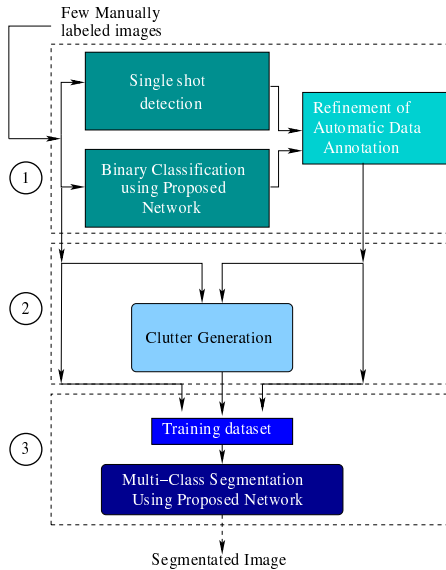 Few Manually
labeled images
Single shot
detection
Refinement of
Automatic Data
Annotation
Binary Classification
using Proposed
Network
1
2
Clutter Generation
3
Training dataset
Multi−Class Segmentation
Using Proposed Network
Segmentated Image